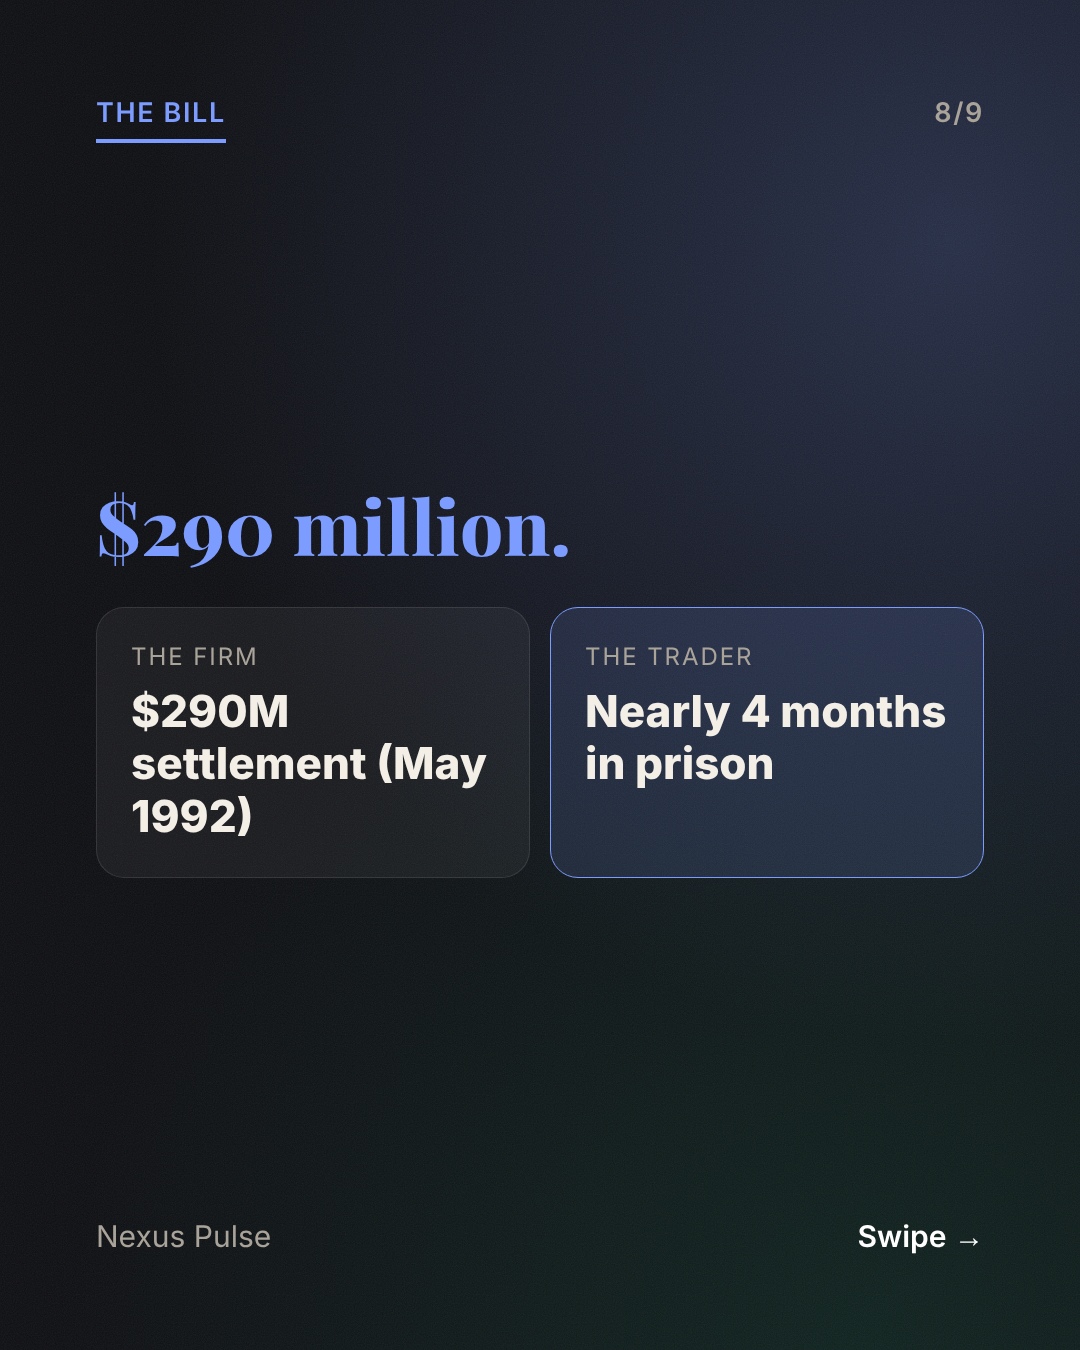 THE BILL
8/9
$290 million.
THE FIRM
$290M
settlement (May
1992)
THE TRADER
Nearly 4 months
in prison
Nexus Pulse
Swipe →